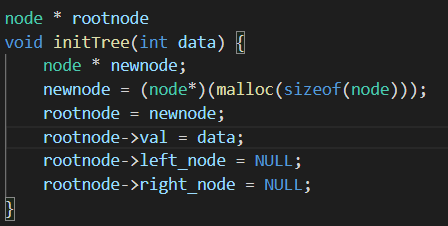 node * rootnode
void initTree(int data) {
    node * newnode;
    newnode = (node*)(malloc(sizeof(node)));
    rootnode = newnode;
    rootnode->val = data;
    rootnode->left_node = NULL;
    rootnode->right_node = NULL;
}